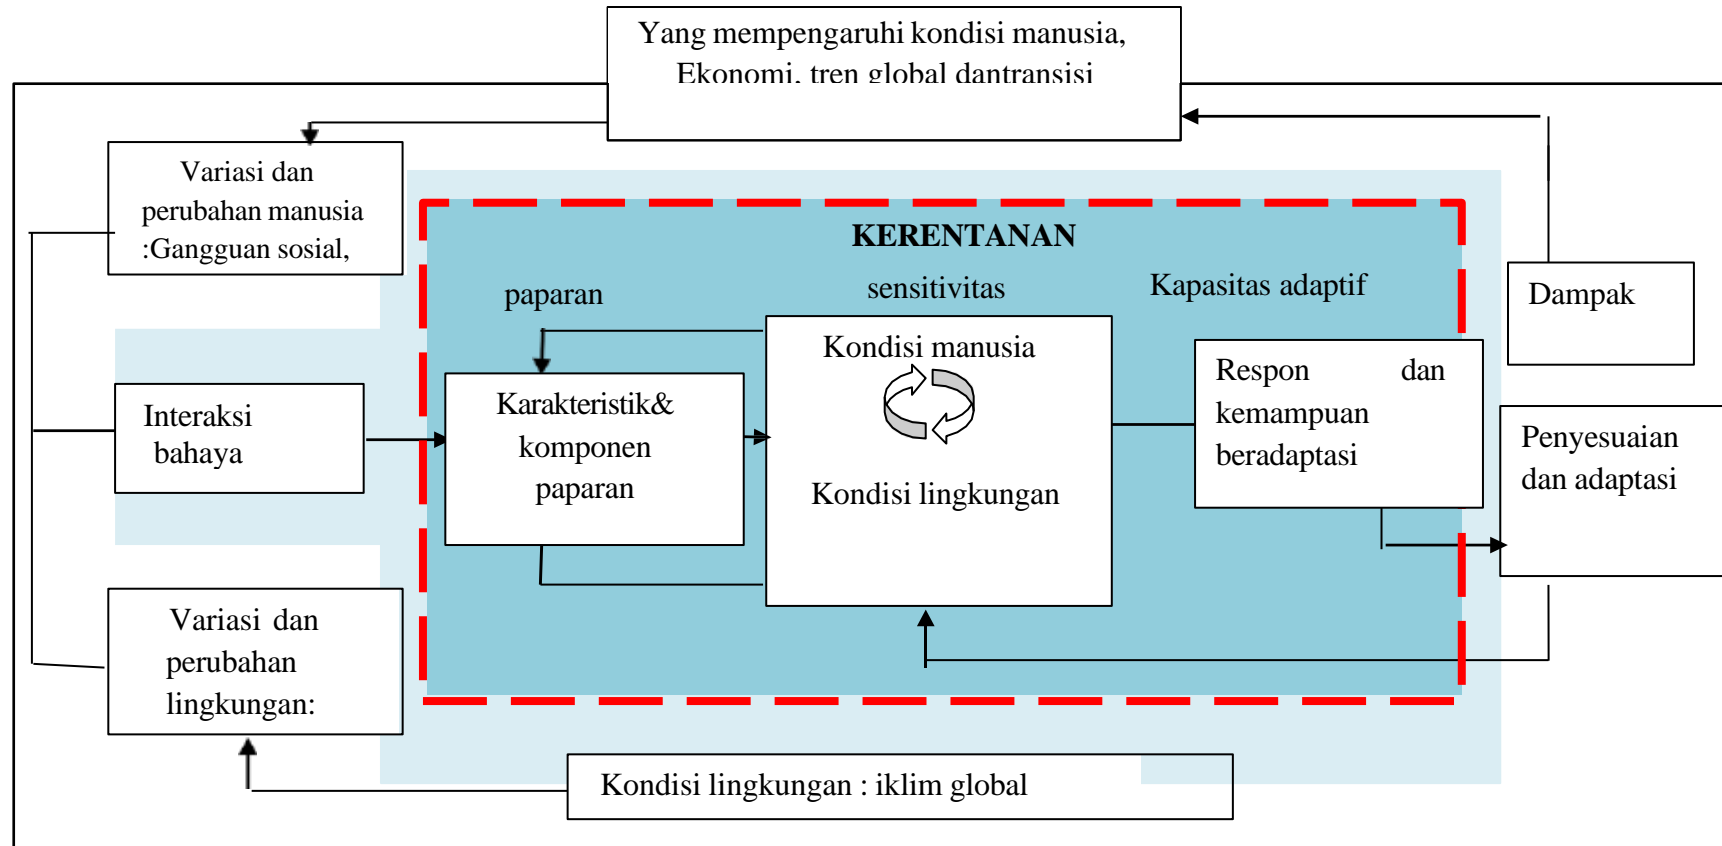 Yang mempengaruhi kondisi manusia,
Ekonomi, tren global dantransisi
Variasi dan
perubahan manusia
:Gangguan sosial,
KERENTANAN
paparan
sensitivitas
Kapasitas adaptif
Dampak
Interaksi
bahaya
Karakteristik&
komponen
paparan
Kondisi manusia
Kondisi lingkungan
Respon dan
kemampuan
beradaptasi
Penyesuaian
dan adaptasi
Variasi dan
perubahan
lingkungan:
Kondisi lingkungan : iklim global